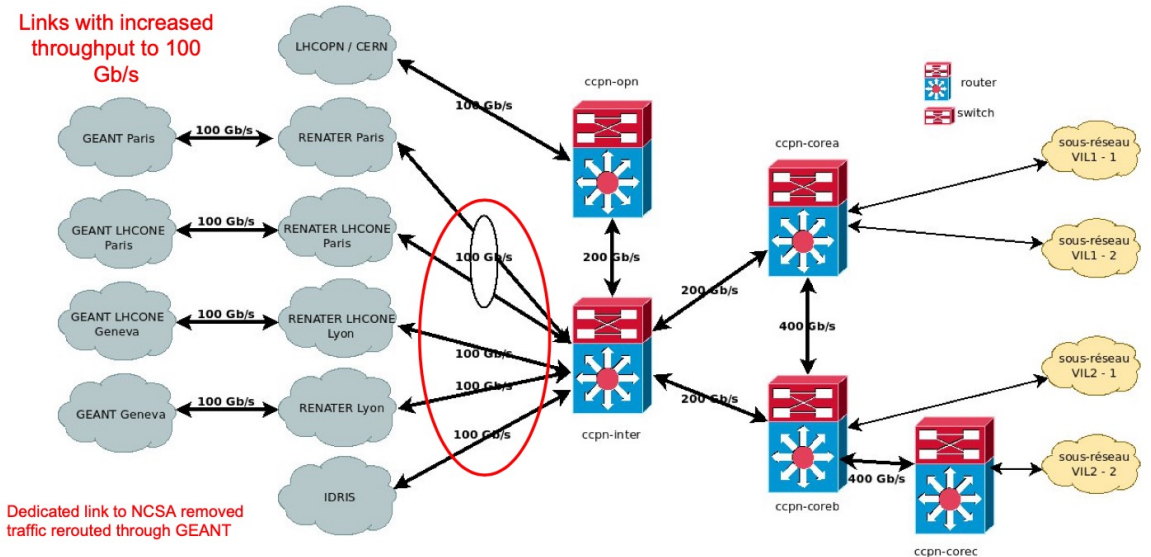 Links with increased
throughput to 100
Gb/s
LHCOPN / CERN
ccpn-opn
router
switch
100 Gb/s
GEANT Paris
100 Gb/s
RENATER Paris
ccpn-corea
sous-réseau
VIL1 - 1
GEANT LHCONE
Paris
100 Gb/s
RENATER LHCONE
Paris
100 Gb/s
200 Gb/s
sous-réseau
VIL1 - 2
200 Gb/s
GEANT LHCONE
Geneva
100 Gb/s
RENATER LHCONE
Lyon
100 Gb/s
400 Gb/s
sous-réseau
VIL2 - 1
GEANT Geneva
100 Gb/s
RENATER Lyon
100 Gb/s
200 Gb/s
100 Gb/s
ccpn-inter
sous-réseau
VIL2 - 2
400 Gb/s
IDRIS
ccpn-coreb
ccpn-corec
Dedicated link to NCSA removed
traffic rerouted through GEANT